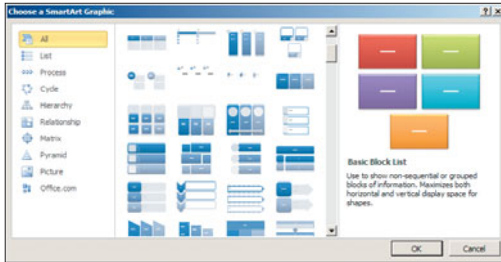 Choose a SmartArt Graphic
All
List
Process
Cycle
Hierarchy
Relationship
Matrix
Pyramid
Picture
Office.com
Basic Block List
Use to show non-sequential or grouped
blocks of information. Maximizes both
horizontal and vertical display space for
shapes.
OK
Cancel